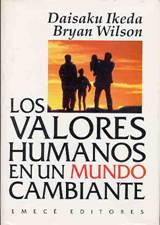 Daisaku Ikeda
Bryan Wilson
LOS
VALORES
HUMANOS
EN UN MUNDO
CAMBIANTE
EMECÉ EDITORES